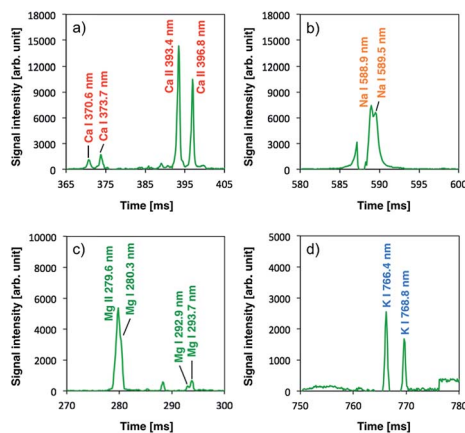 a)
Signal intensity [arb. unit]
18000
15000
12000
9000
6000
3000
0
Ca I 370.6 nm
Ca I 373.7 nm
Ca II 393.4 nm
Ca II 396.8 nm
365 375 385 395 405
Time [ms]
b)
Signal intensity [arb. unit]
18000
15000
12000
9000
6000
3000
0
Na I 588.9 nm
Na I 589.5 nm
580 585 590 595 600
Time [ms]
c)
Signal intensity [arb. unit]
10000
8000
6000
4000
2000
0
Mg II 279.6 nm
Mg II 280.3 nm
Mg I 292.9 nm
Mg I 293.7 nm
270 280 290 300
Time [ms]
d)
Signal intensity [arb. unit]
5000
4000
3000
2000
1000
0
K I 766.4 nm
K I 768.8 nm
750 760 770 780
Time [ms]